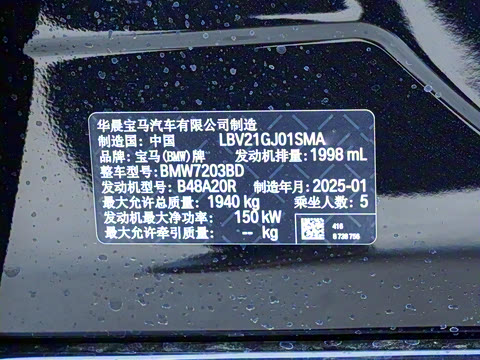 华晨宝马汽车有限公司制造
制造国: 中国 LBV21GJ01SMA
品牌: 宝马(BMW)牌 发动机排量: 1998 mL
整车型号: BMW7203BD
发动机型号: B48A20R 制造年月: 2025-01
最大允许总质量: 1940 kg 乘坐人数: 5
发动机最大净功率: 150 kW
最大允许牵引质量: -- kg
416